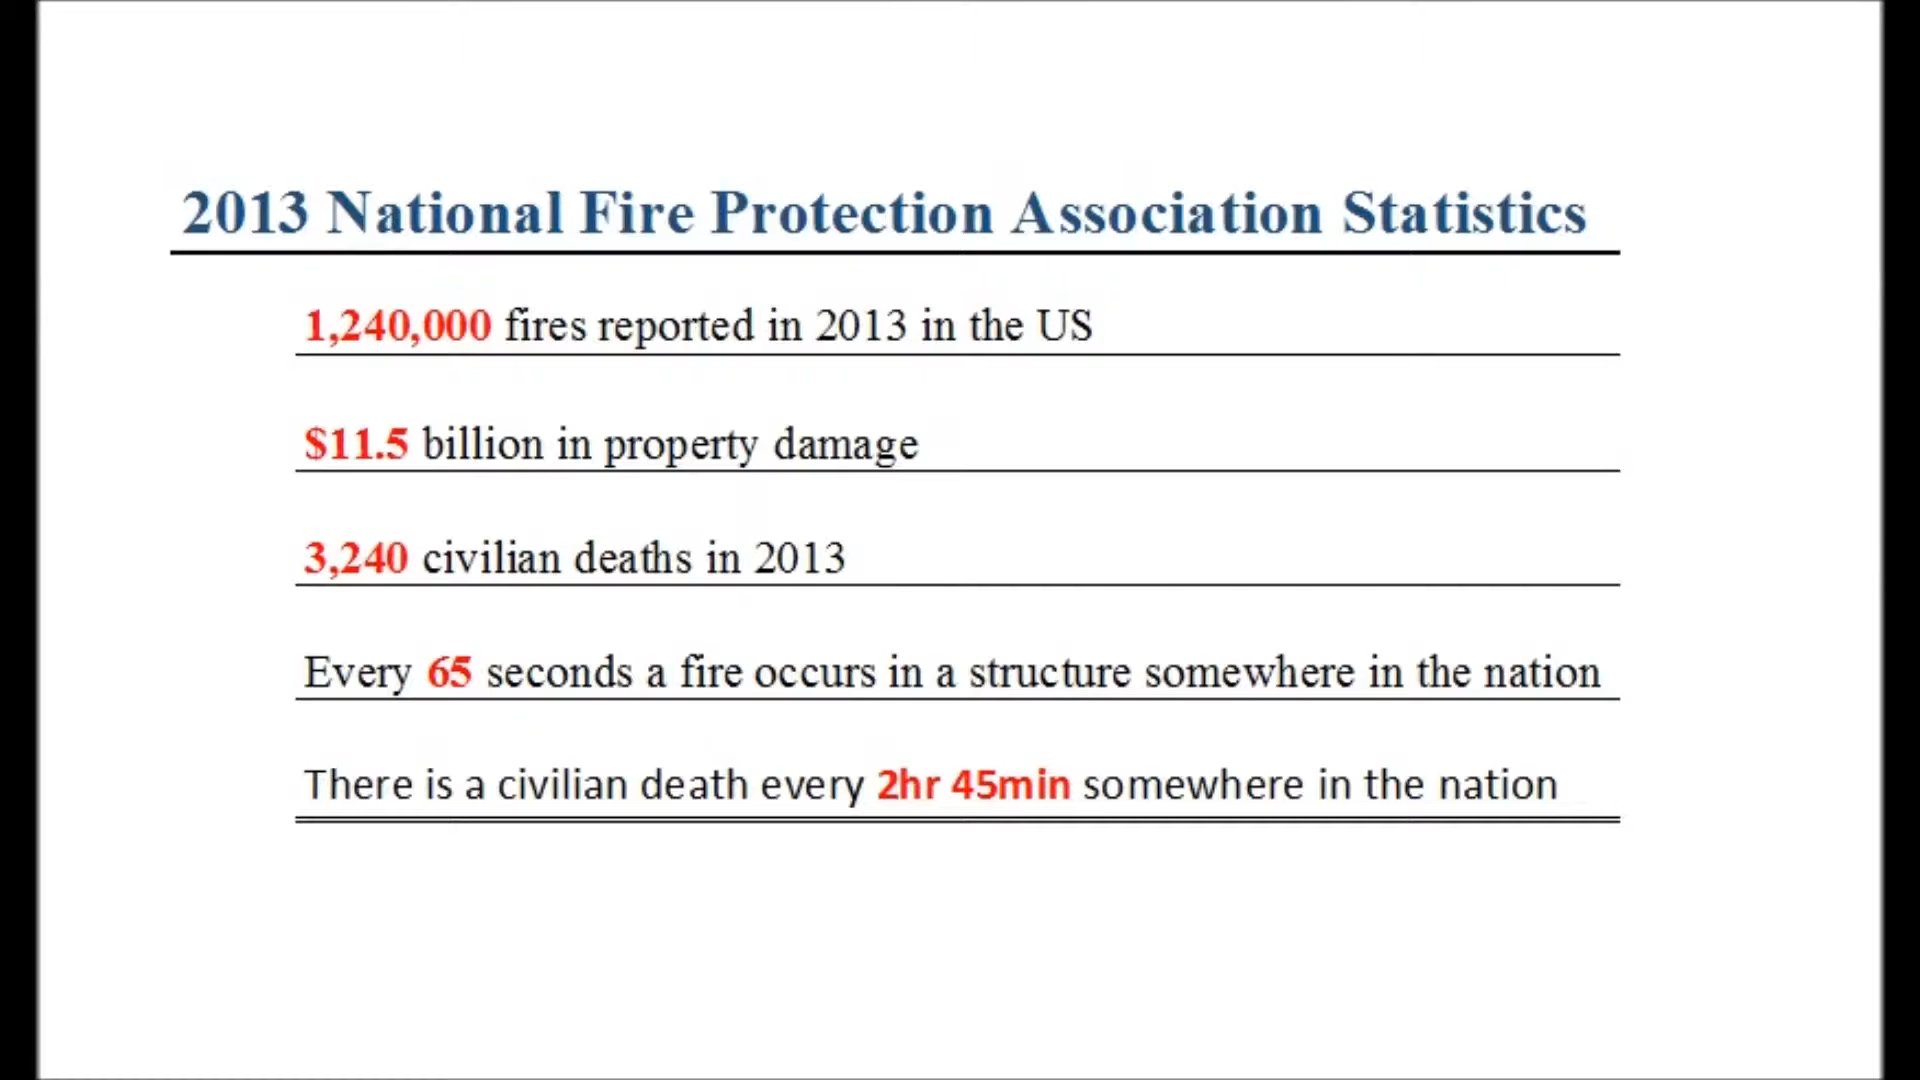 2013 National Fire Protection Association Statistics
1,240,000 fires reported in 2013 in the US
$11.5 billion in property damage
3,240 civilian deaths in 2013
Every 65 seconds a fire occurs in a structure somewhere in the nation
There is a civilian death every 2hr 45min somewhere in the nation